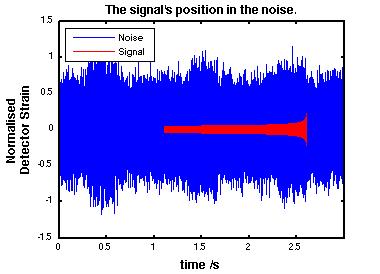 The signal's position in the noise.
1.5
Noise
Signal
1
0.5
0
-0.5
-1
-1.5
Normalised
Detector Strain
0
0.5
1
1.5
2
2.5
time /s